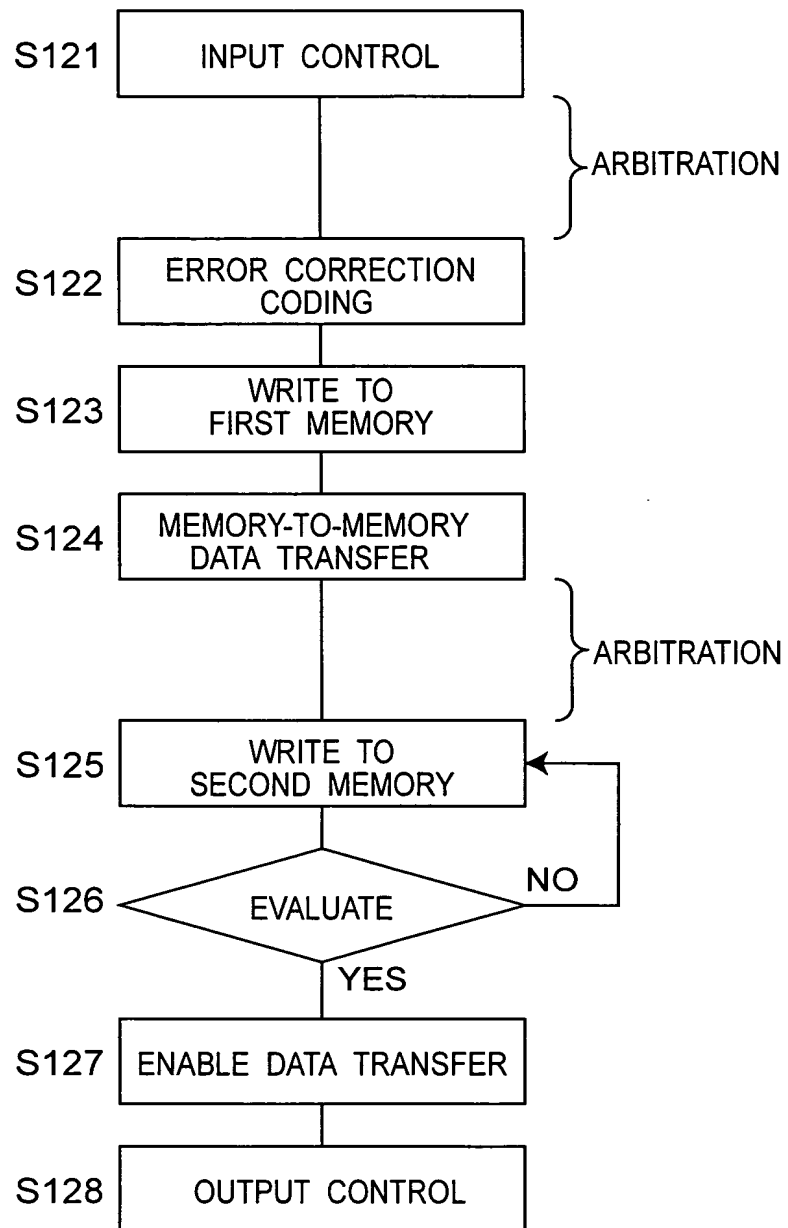 S121
INPUT CONTROL
ARBITRATION
S122
ERROR CORRECTION
CODING
S123
WRITE TO
FIRST MEMORY
S124
MEMORY-TO-MEMORY
DATA TRANSFER
ARBITRATION
S125
WRITE TO
SECOND MEMORY
S126
EVALUATE
NO
YES
S127
ENABLE DATA TRANSFER
S128
OUTPUT CONTROL